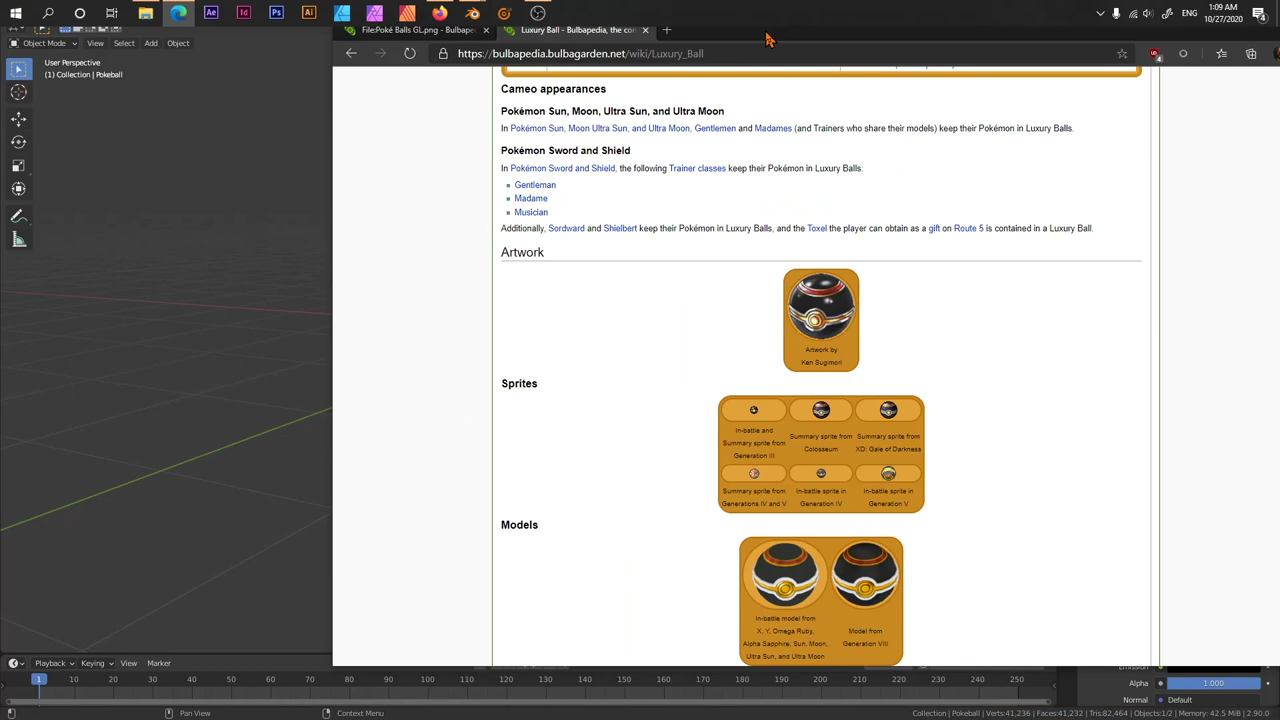 Ae
Id
Ps
Ai
1:09 AM
10/27/2020
4
Object Mode
View
Select
Add
File:Poké Balls GL.png - Bulbape
Luxury Ball - Bulbapedia, the con
https://bulbapedia.bulbagarden.net/wiki/Luxury_Ball
4
User Perspective
(1) Collection | Pokeball
Cameo appearances
Pokémon Sun, Moon, Ultra Sun, and Ultra Moon
In Pokémon Sun, Moon Ultra Sun, and Ultra Moon, Gentlemen and Madames (and Trainers who share their models) keep their Pokémon in Luxury Balls.
Pokémon Sword and Shield
In Pokémon Sword and Shield, the following Trainer classes keep their Pokémon in Luxury Balls:
Gentleman
Madame
Musician
Additionally, Sordward and Shielbert keep their Pokémon in Luxury Balls, and the Toxel the player can obtain as a gift on Route 5 is contained in a Luxury Ball.
Artwork
Artwork by
Ken Sugimori
Sprites
In-battle and
Summary sprite from
Generation III
Summary sprite from
Colosseum
Summary sprite from
XD: Gale of Darkness
Summary sprite from
Generations IV and V
In-battle sprite in
Generation IV
In-battle sprite in
Generation V
Models
In-battle model from
X, Y, Omega Ruby,
Alpha Sapphire, Sun, Moon,
Ultra Sun, and Ultra Moon
Model from
Generation VIII
Playback
Keying
View
Marker
1 10 20 30 40 50 60 70 80 90 100 110 120 130 140 150 160 170 180 190 200 210 220 230 240 250
Alpha
1.000
Normal
Default
Pan View
Context Menu
Collection | Pokeball | Verts:41,236 | Faces:41,232 | Tris:82,464 | Objects:1/2 | Memory: 42.5 MiB | 2.90.0